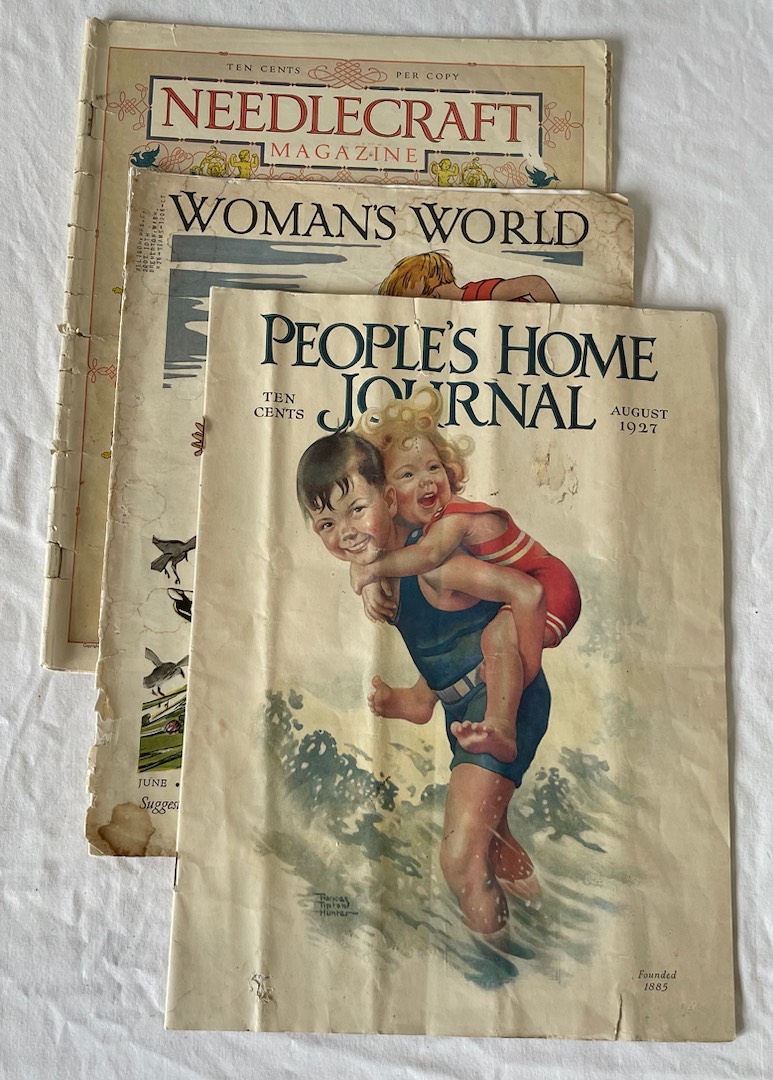 TEN CENTS PER COPY
NEEDLECRAFT
MAGAZINE
WOMAN'S WORLD
JUNE
PEOPLE'S HOME
JOURNAL
TEN
CENTS
AUGUST
1927
Frances
Tipton
Hunter
Founded
1885